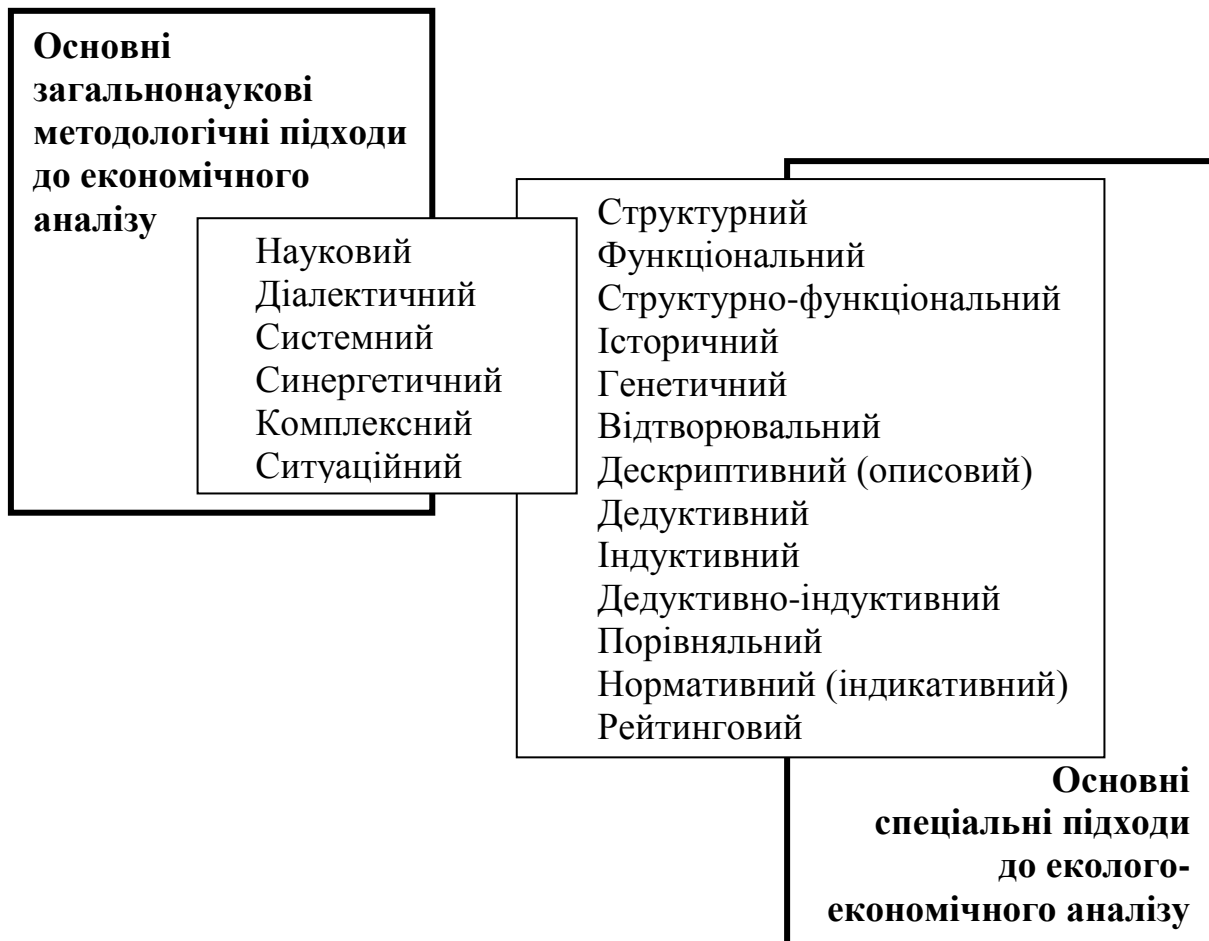 Основні
загальнонаукові
методологічні підходи
до економічного
аналізу
Науковий
Діалектичний
Системний
Синергетичний
Комплексний
Ситуаційний
Структурний
Функціональний
Структурно-функціональний
Історичний
Генетичний
Відтворювальний
Дескриптивний (описовий)
Дедуктивний
Індуктивний
Дедуктивно-індуктивний
Порівняльний
Нормативний (індикативний)
Рейтинговий
Основні
спеціальні підходи
до еколого-
економічного аналізу